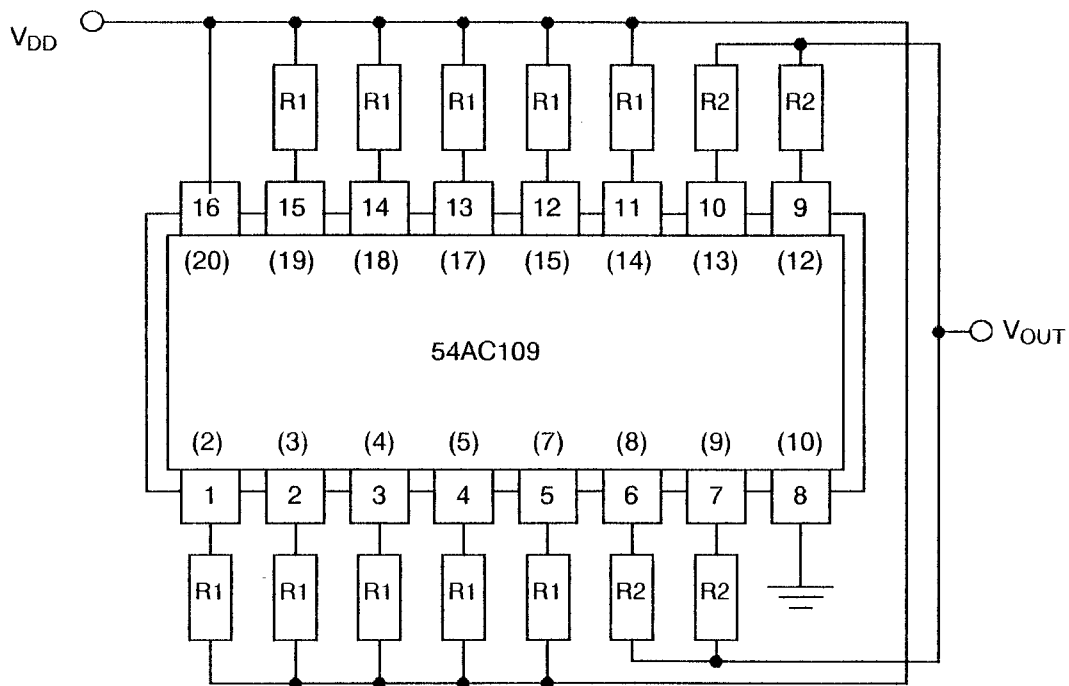 V_DD
R1 R1 R1 R1 R1 R2 R2
16 15 14 13 12 11 10 9
(20) (19) (18) (17) (15) (14) (13) (12)
V_OUT
54AC109
(2) (3) (4) (5) (7) (8) (9) (10)
1 2 3 4 5 6 7 8
R1 R1 R1 R1 R1 R2 R2